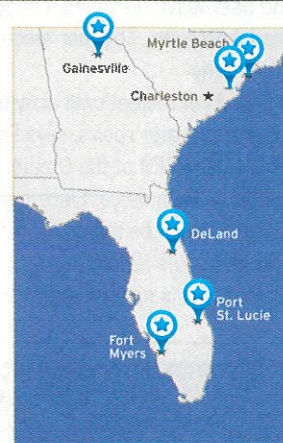 Myrtle Beach
Gainesville
Charleston
DeLand
Port
St. Lucie
Fort
Myers